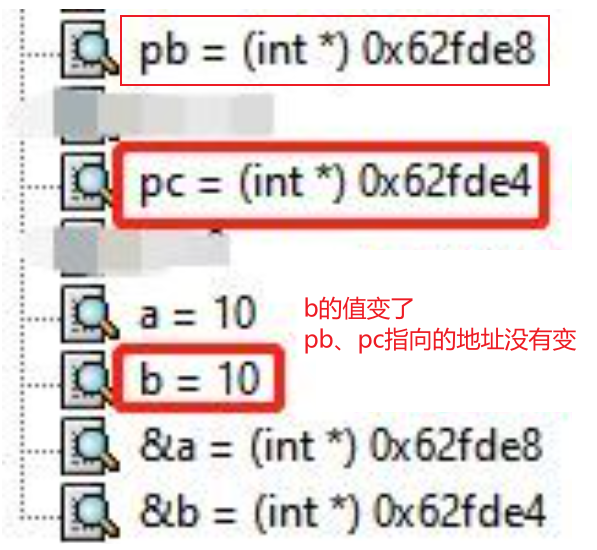 pb = (int *) 0x62fde8
pc = (int *) 0x62fde4
a = 10
b的值变了
pb、pc指向的地址没有变
b = 10
&a = (int *) 0x62fde8
&b = (int *) 0x62fde4